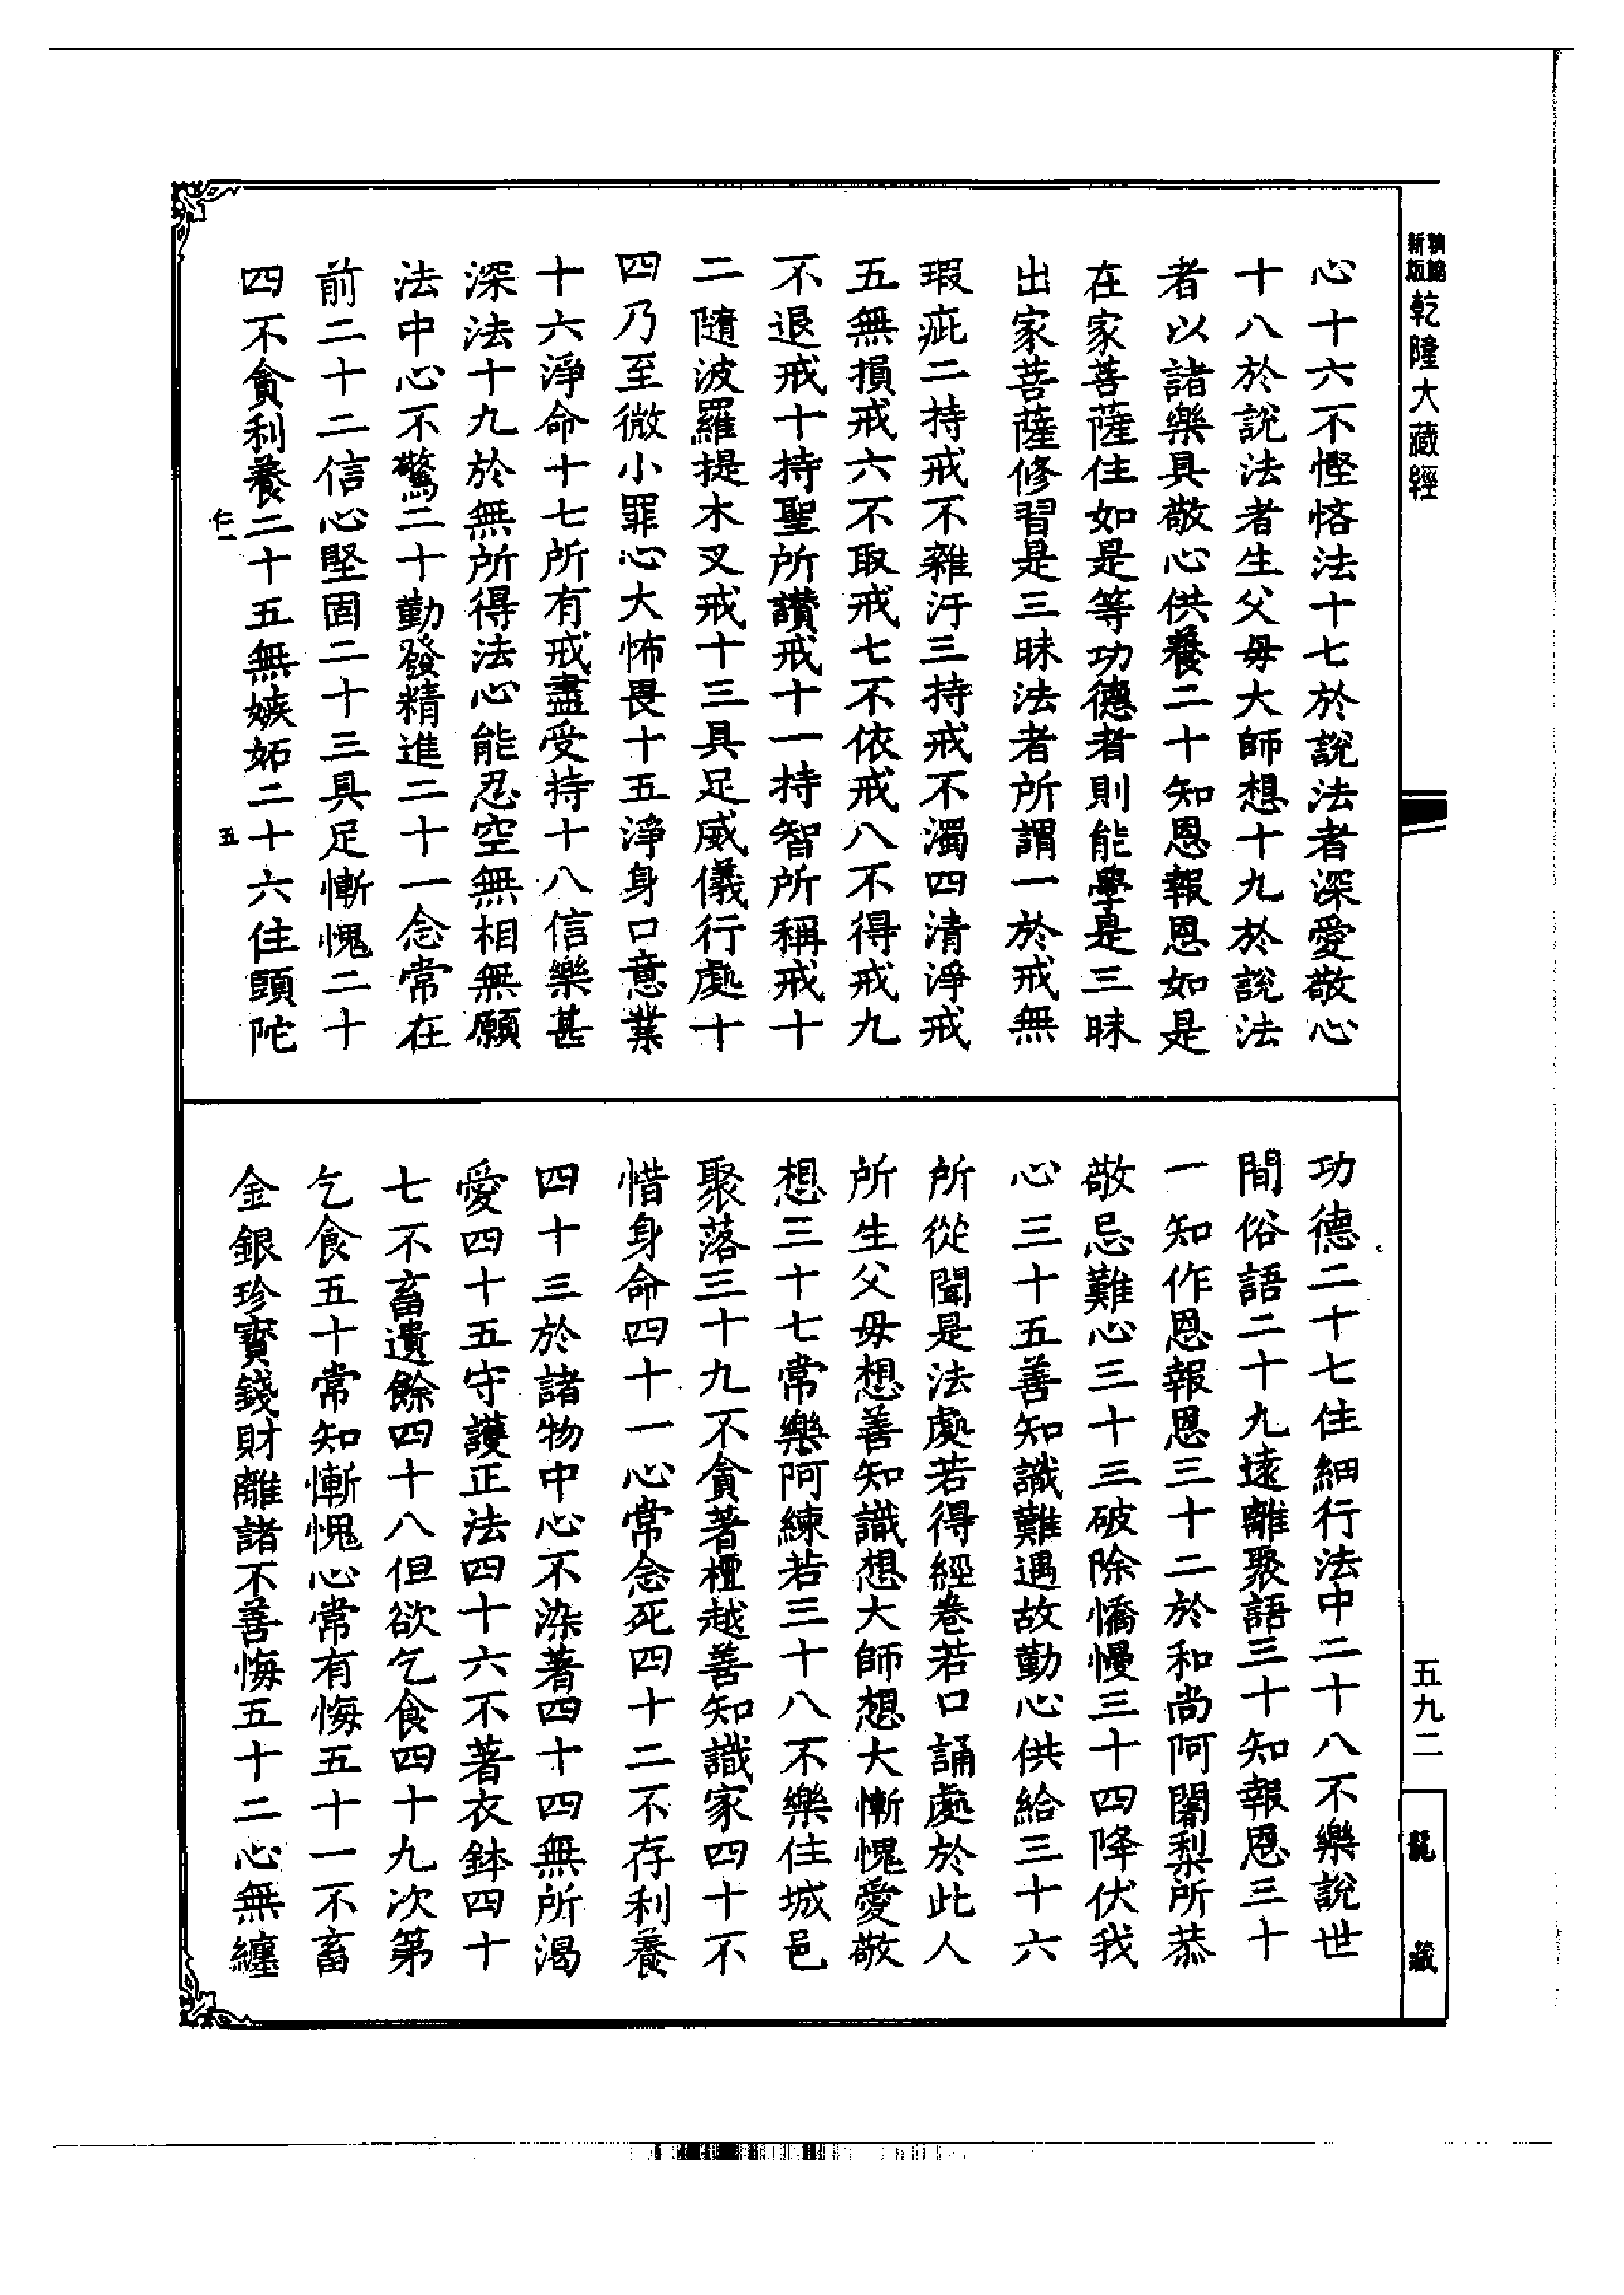 新版
乾隆大藏經
心十六不慳悋法十七於說法者深愛敬心
十八於說法者生父母大師想十九於說法
者以諸樂具敬心供養二十知恩報恩如是
在家菩薩住如是等功德者則能學是三昧
出家菩薩修習是三昧法者所謂一於戒無
瑕疵二持戒不雜汙三持戒不濁四清淨戒
五無損戒六不取戒七不依戒八不得戒九
不退戒十持聖所讚戒十一持智所稱戒十
二隨波羅提木叉戒十三具足威儀行處十
四乃至微小罪心大怖畏十五淨身口意業
十六淨命十七所有戒盡受持十八信樂甚
深法十九於無所得法心能忍空無相無願
法中心不驚二十勤發精進二十一念常在
前二十二信心堅固二十三具足慚愧二十
四不貪利養二十五無嫉妬二十六住頭陀
仁一
五
功德二十七住細行法中二十八不樂說世
間俗語二十九遠離聚語三十知報恩三十
一知作恩報恩三十二於和尚阿闍梨所恭
敬忌難心三十三破除憍慢三十四降伏我
心三十五善知識難遇故勤心供給三十六
所從聞是法處若得經卷若口誦處於此人
所生父母想善知識想大師想大慚愧愛敬
想三十七常樂阿練若三十八不樂住城邑
聚落三十九不貪著檀越善知識家四十不
惜身命四十一心常念死四十二不存利養
四十三於諸物中心不染著四十四無所渴
愛四十五守護正法四十六不著衣鉢四十
七不畜遺餘四十八但欲乞食四十九次第
乞食五十常知慚愧心常有悔五十一不畜
金銀珍寶錢財離諸不善悔五十二心無纏
五九二
龍藏